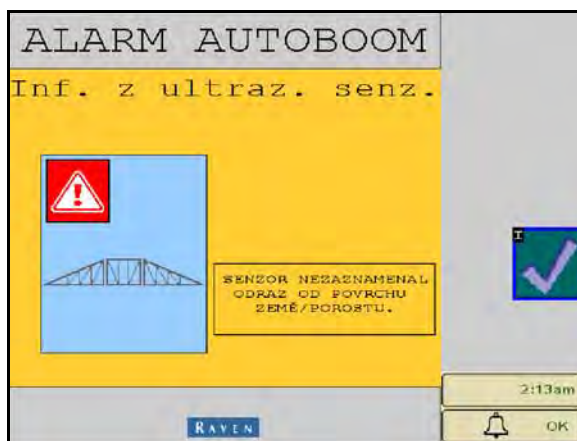 ALARM AUTOBOOM
Inf. z ultraz. senz.
SENZOR NEZAZNAMENAL
ODRAZ OD POVRCHU
ZEMĚ/POROSTU.
I
2:13am
RAVEN
OK